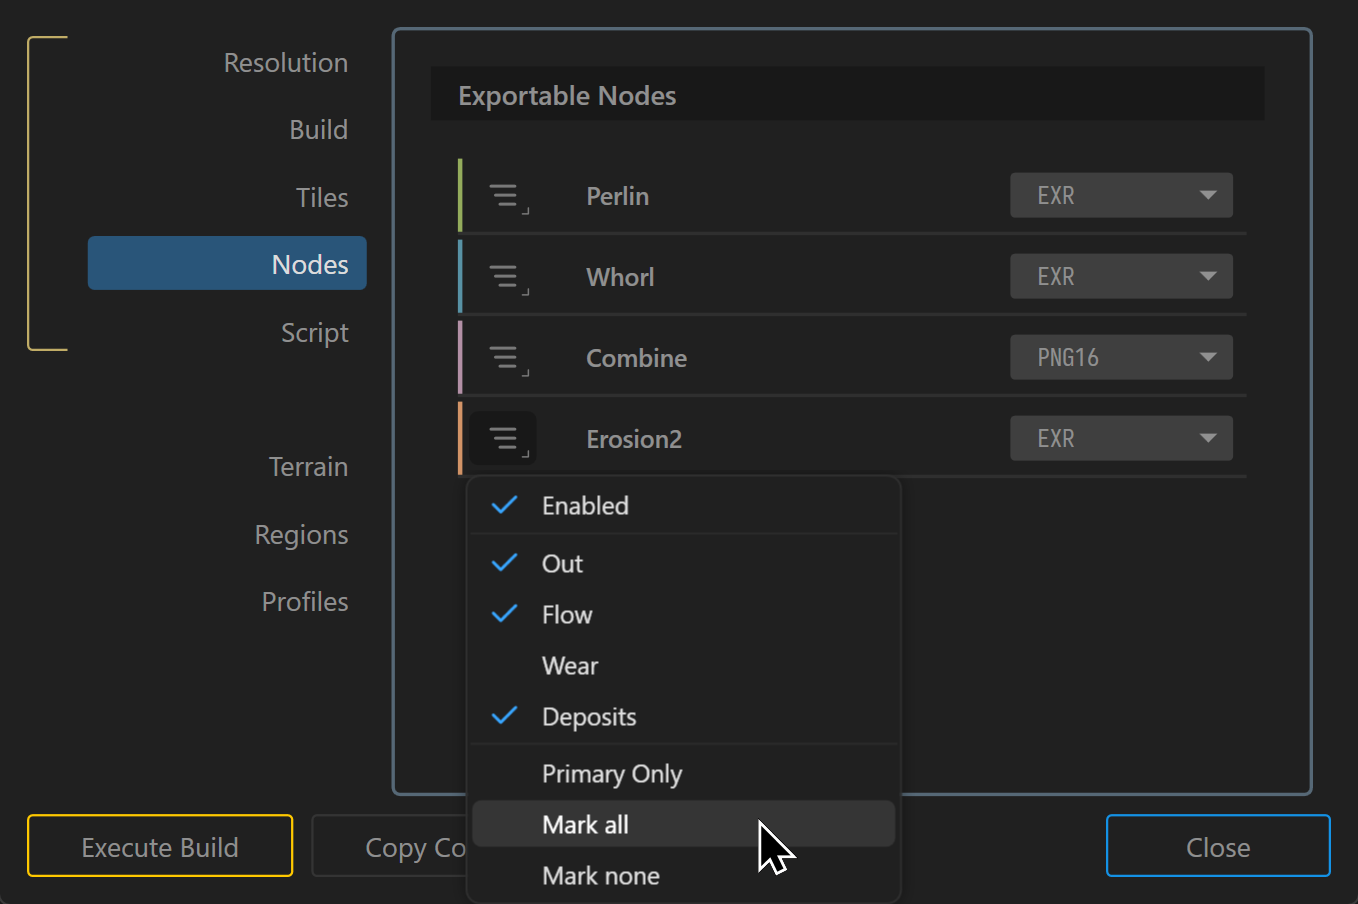 Resolution
Build
Tiles
Nodes
Script
Terrain
Regions
Profiles
Exportable Nodes
Perlin EXR
Whorl EXR
Combine PNG16
Erosion2 EXR
Enabled
Out
Flow
Wear
Deposits
Primary Only
Mark all
Mark none
Execute Build
Copy Co
Close